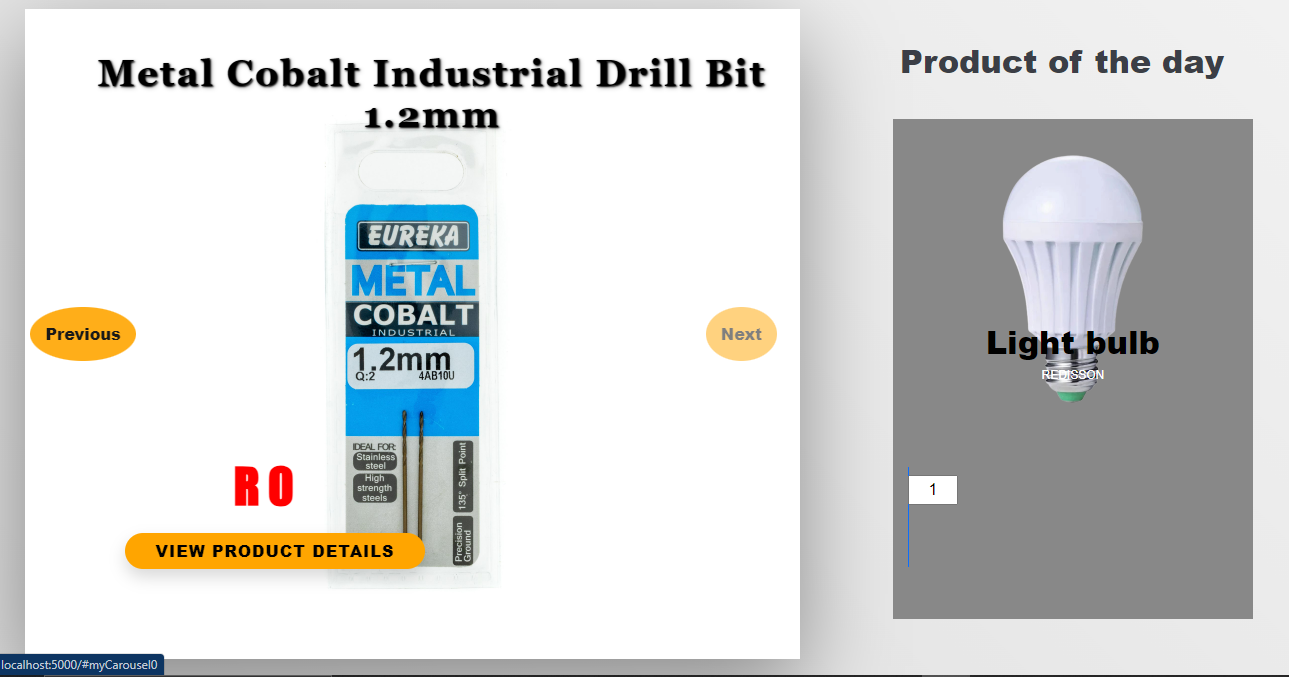 Metal Cobalt Industrial Drill Bit
1.2mm
EUREKA
METAL
COBALT
INDUSTRIAL
1.2mm
Q:2 4AB10U
IDEAL FOR:
Stainless
steel
High
strength
steels
135° Split Point
Precision
Ground
Previous
Next
R 0
VIEW PRODUCT DETAILS
localhost:5000/#myCarousel0
Product of the day
Light bulb
REDISSON
1